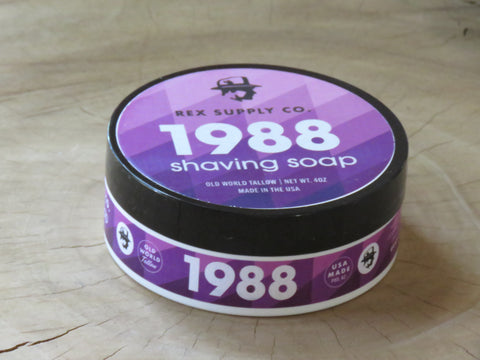 REX SUPPLY CO.
1988
shaving soap
OLD WORLD TALLOW | NET WT. 4OZ
MADE IN THE USA
OLD
WORLD
Tallow
1988
USA
MADE